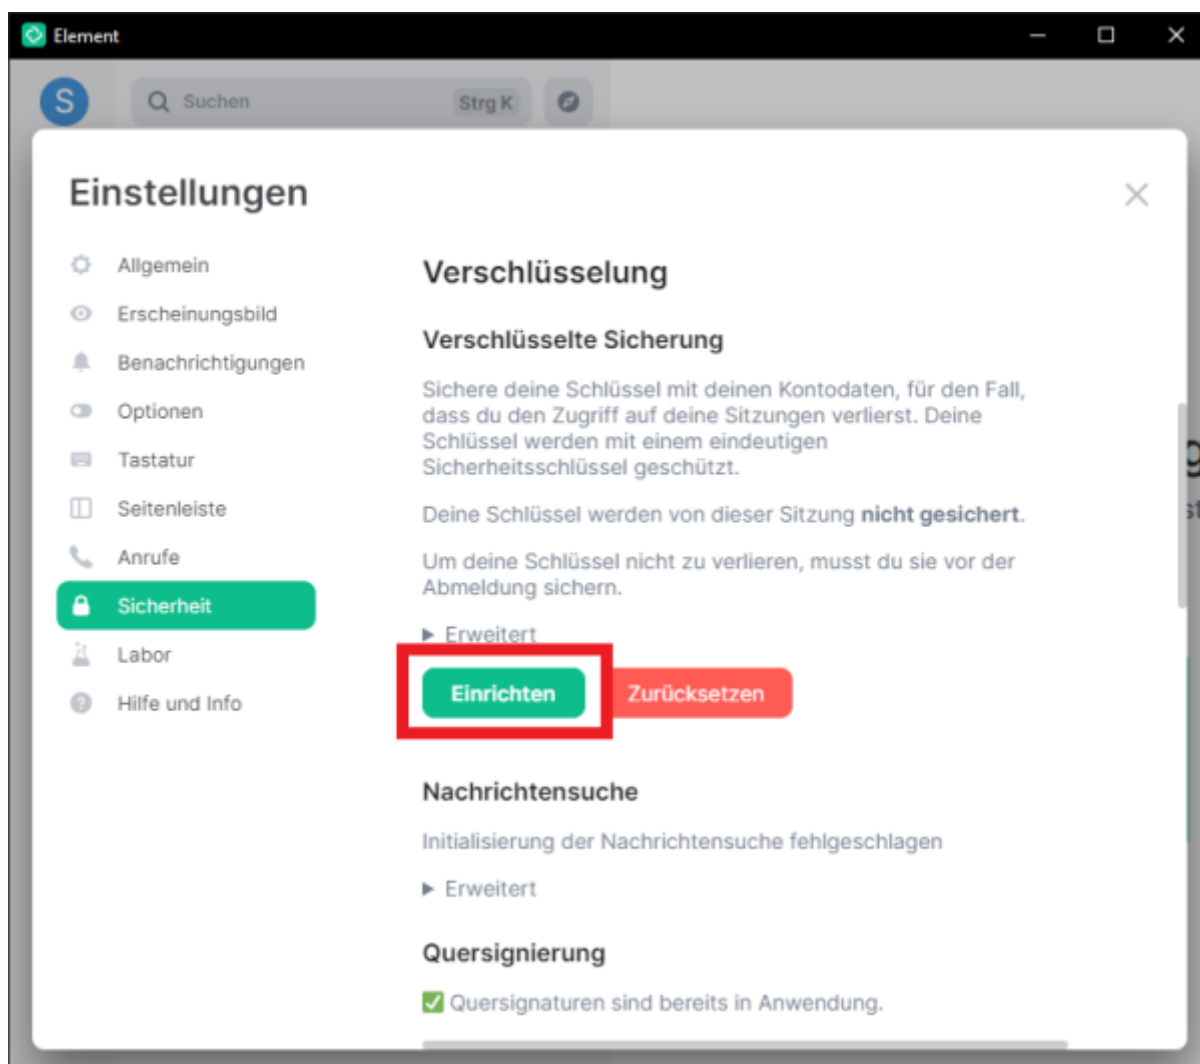 Element
S
Suchen
Strg K
Einstellungen
Allgemein
Erscheinungsbild
Benachrichtigungen
Optionen
Tastatur
Seitenleiste
Anrufe
Sicherheit
Labor
Hilfe und Info
Verschlüsselung
Verschlüsselte Sicherung
Sichere deine Schlüssel mit deinen Kontodaten, für den Fall,
dass du den Zugriff auf deine Sitzungen verlierst. Deine
Schlüssel werden mit einem eindeutigen
Sicherheitsschlüssel geschützt.
Deine Schlüssel werden von dieser Sitzung nicht gesichert.
Um deine Schlüssel nicht zu verlieren, musst du sie vor der
Abmeldung sichern.
Erweitert
Einrichten
Zurücksetzen
Nachrichtensuche
Initialisierung der Nachrichtensuche fehlgeschlagen
Erweitert
Quersignierung
Quersignaturen sind bereits in Anwendung.